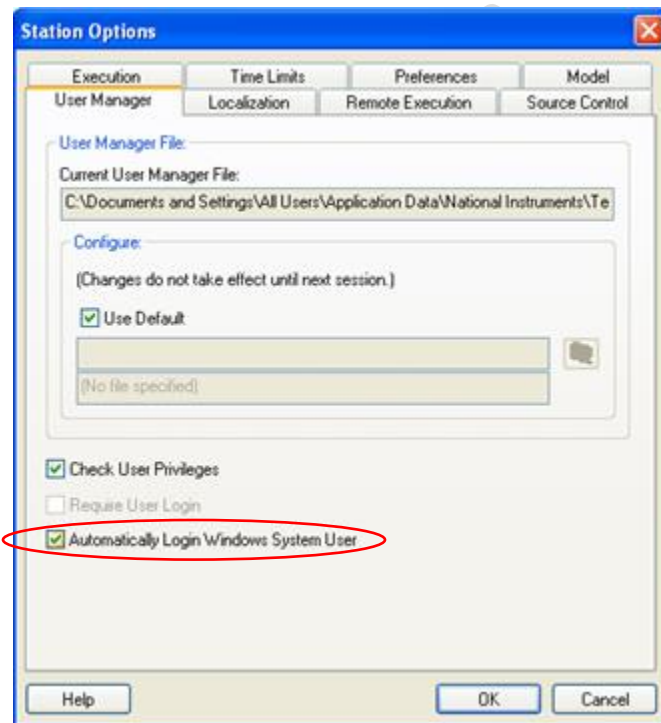 Station Options
Execution
Time Limits
Preferences
Model
User Manager
Localization
Remote Execution
Source Control
User Manager File:
Current User Manager File:
C:\Documents and Settings\All Users\Application Data\National Instruments\Te
Configure:
(Changes do not take effect until next session.)
Use Default
(No file specified)
Check User Privileges
Require User Login
Automatically Login Windows System User
Help
OK
Cancel